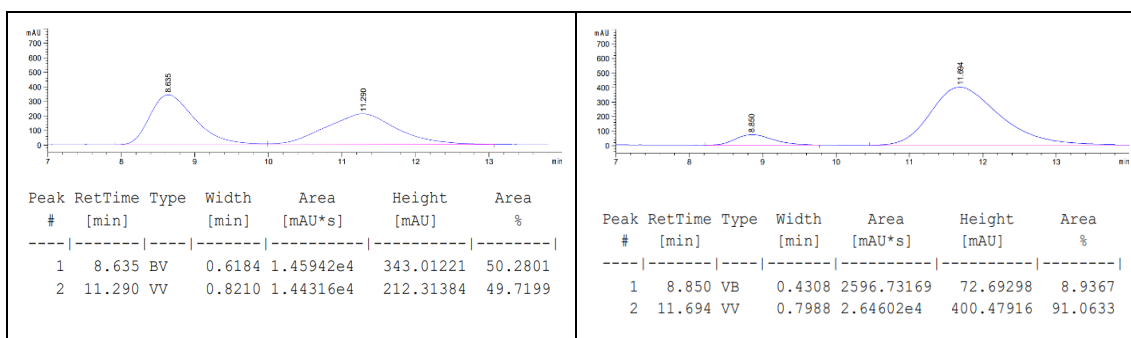 mAU
700
600
500
400
300
200
100
0
8.635
11.290
7 8 9 10 11 12 13 min
Peak RetTime Type Width Area Height Area
# [min] [min] [mAU*s] [mAU] %
----|-------|----|-------|----------|----------|--------|
1 8.635 BV 0.6184 1.45942e4 343.01221 50.2801
2 11.290 VV 0.8210 1.44316e4 212.31384 49.7199
mAU
700
600
500
400
300
200
100
0
8.850
11.694
7 8 9 10 11 12 13 min
Peak RetTime Type Width Area Height Area
# [min] [min] [mAU*s] [mAU] %
----|-------|----|-------|----------|----------|--------|
1 8.850 VB 0.4308 2596.73169 72.69298 8.9367
2 11.694 VV 0.7988 2.64602e4 400.47916 91.0633